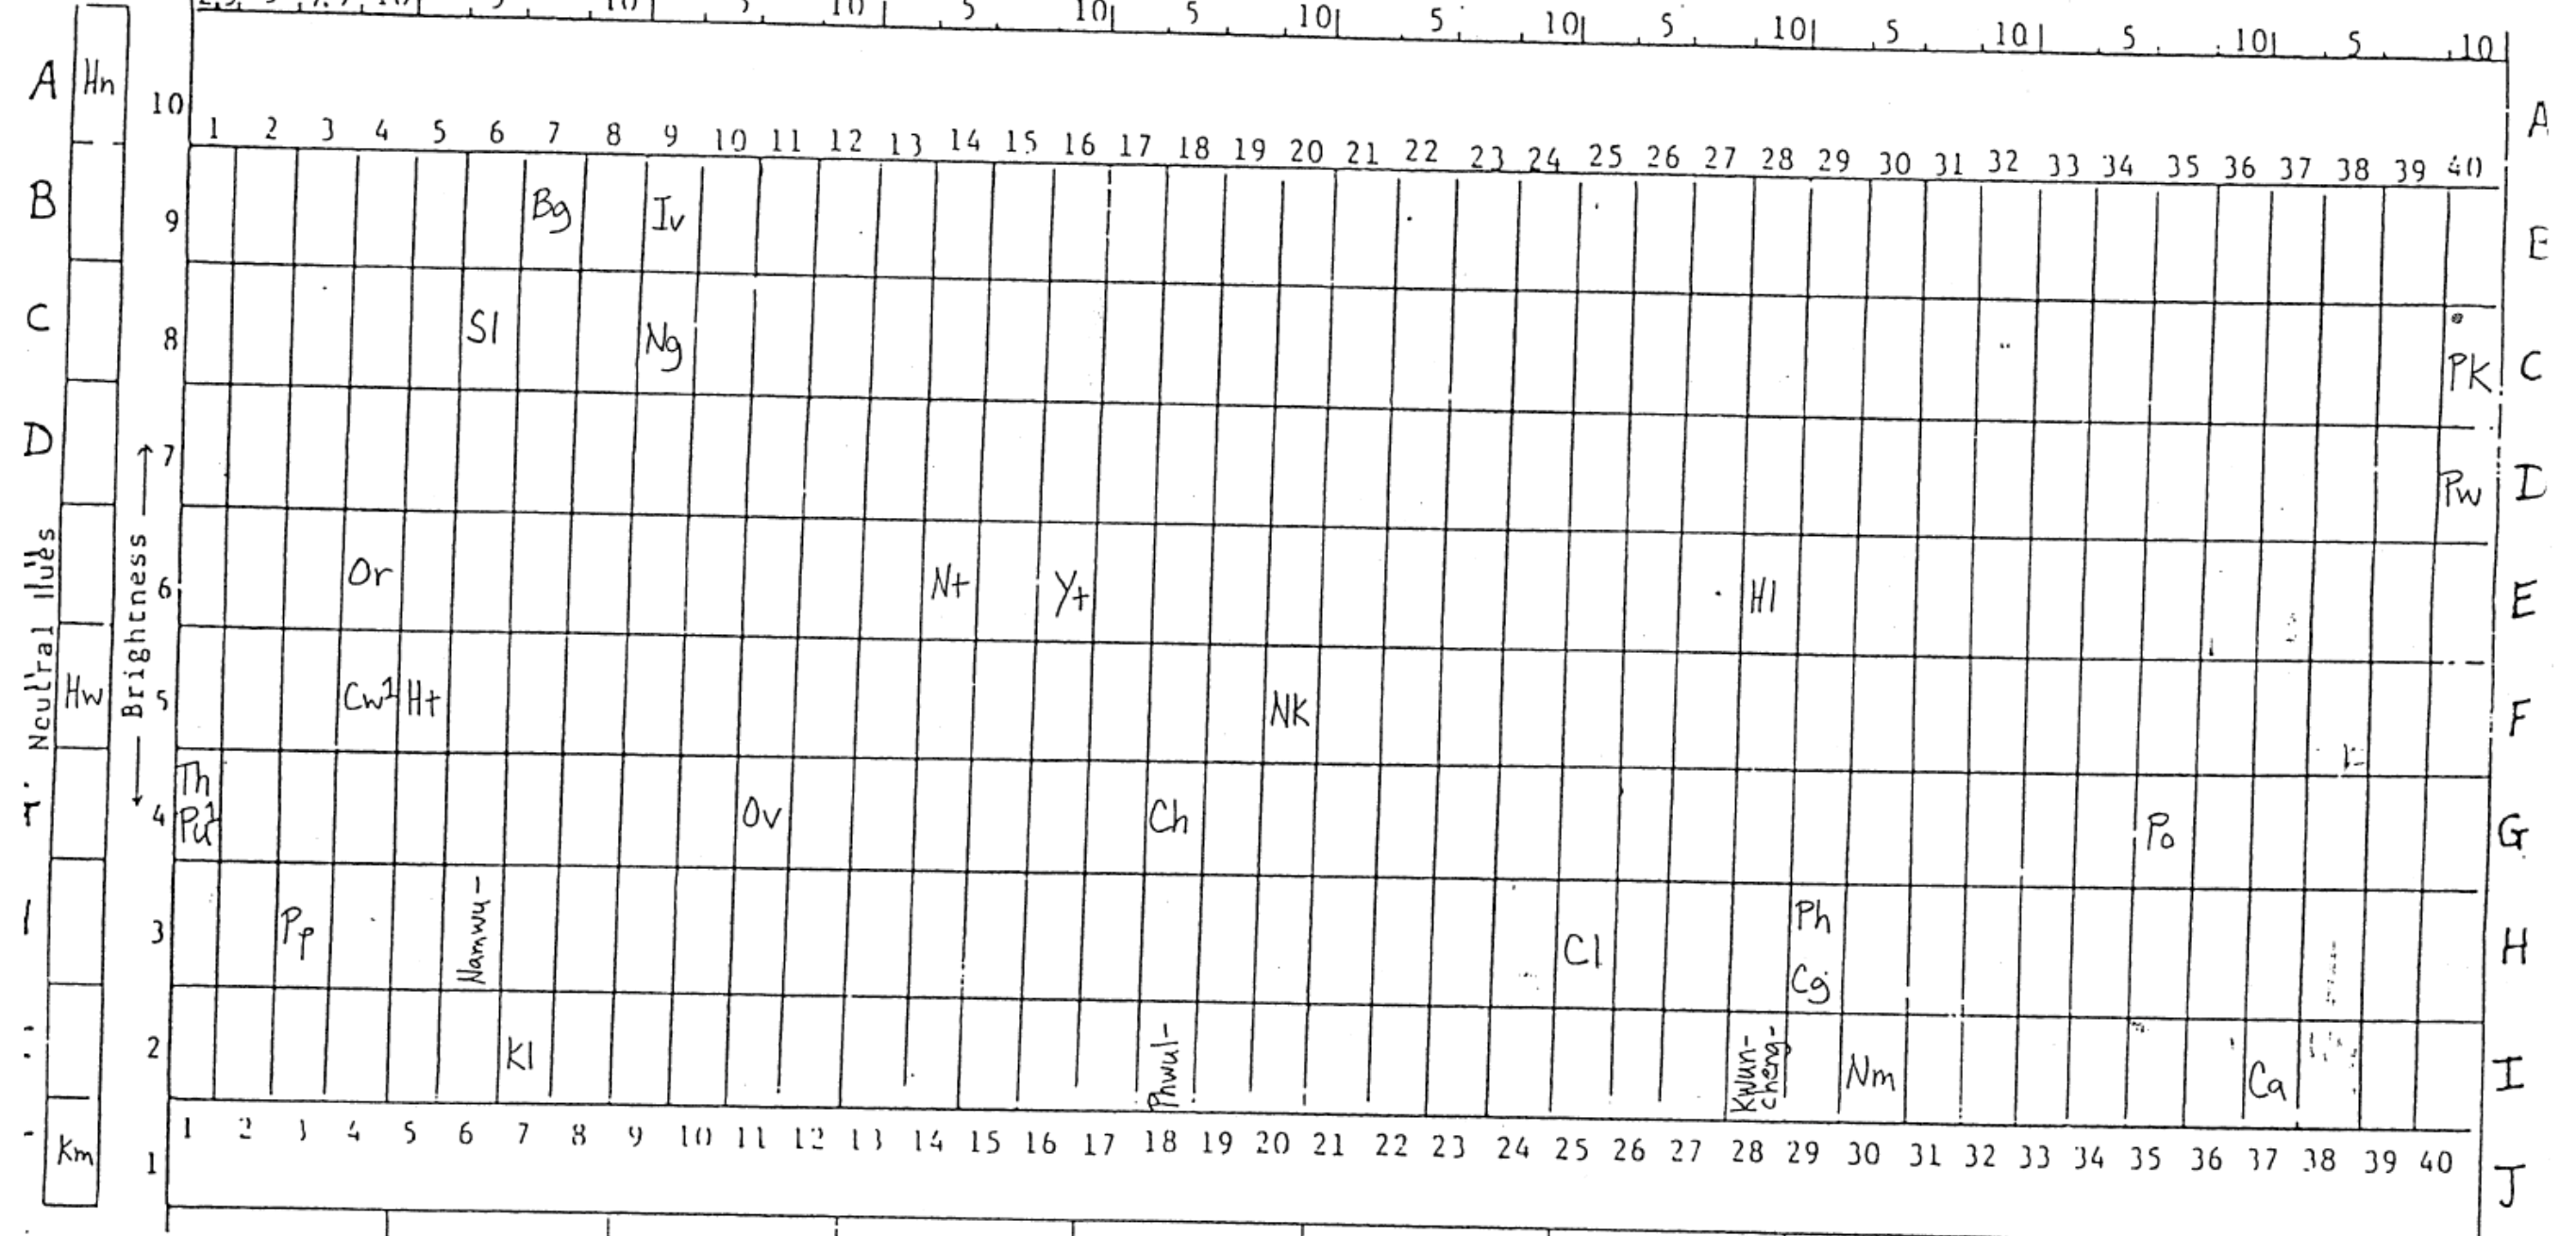 5 10 5 10 5 10 5 10 5 10 5 10 5 10 5 10 5 10
A Hn 10 A
1 2 3 4 5 6 7 8 9 10 11 12 13 14 15 16 17 18 19 20 21 22 23 24 25 26 27 28 29 30 31 32 33 34 35 36 37 38 39 40
B 9 Bg Iv
C 8 Sl Ng PK C
D 7 Pw D
6 Or Nt Yt Hl E
Hw 5 Cw1 Ht NK F
Th
4 Pu1 Ov Ch Po G
3 Pp Namwu- Cl Ph H
Cg
2 Kl Phwul- Kwun- Nm Ca I
cheng-
1 2 3 4 5 6 7 8 9 10 11 12 13 14 15 16 17 18 19 20 21 22 23 24 25 26 27 28 29 30 31 32 33 34 35 36 37 38 39 40
Km 1 J
Neutral Hues
← Brightness →